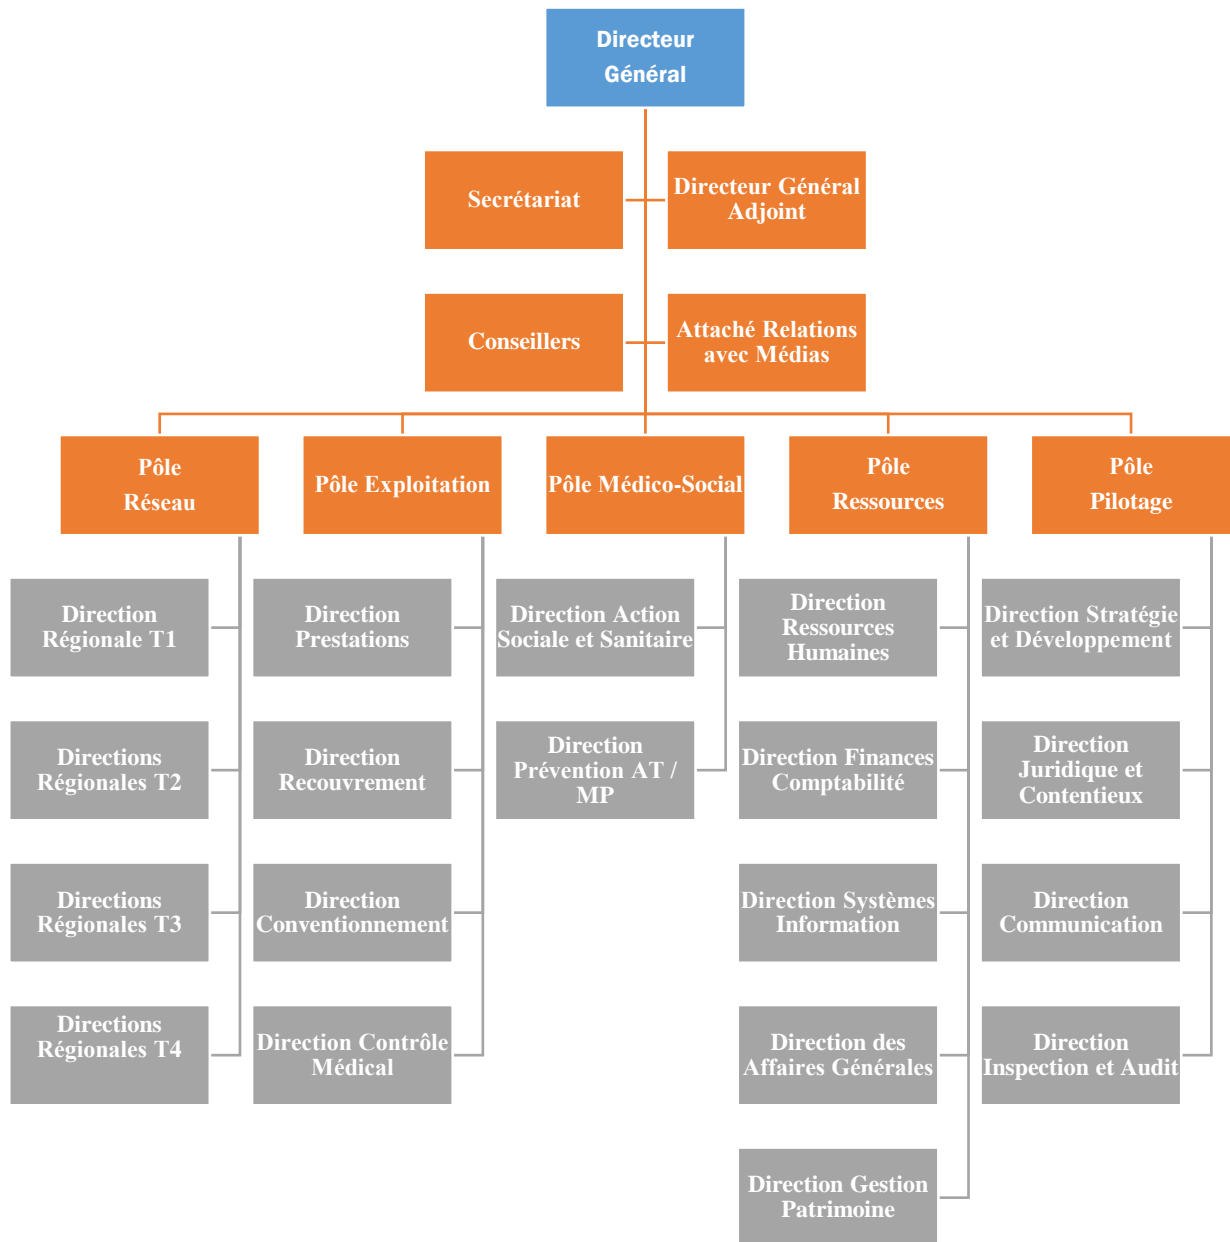 Directeur
Général
Secrétariat
Directeur Général
Adjoint
Conseillers
Attaché Relations
avec Médias
Pôle
Réseau
Pôle Exploitation
Pôle Médico-Social
Pôle
Ressources
Pôle
Pilotage
Direction
Régionale T1
Direction
Prestations
Direction Action
Sociale et Sanitaire
Direction
Ressources
Humaines
Direction Stratégie
et Développement
Directions
Régionales T2
Direction
Recouvrement
Direction
Prévention AT /
MP
Direction Finances
Comptabilité
Direction
Juridique et
Contentieux
Directions
Régionales T3
Direction
Conventionnement
Direction Systèmes
Information
Direction
Communication
Directions
Régionales T4
Direction Contrôle
Médical
Direction des
Affaires Générales
Direction
Inspection et Audit
Direction Gestion
Patrimoine